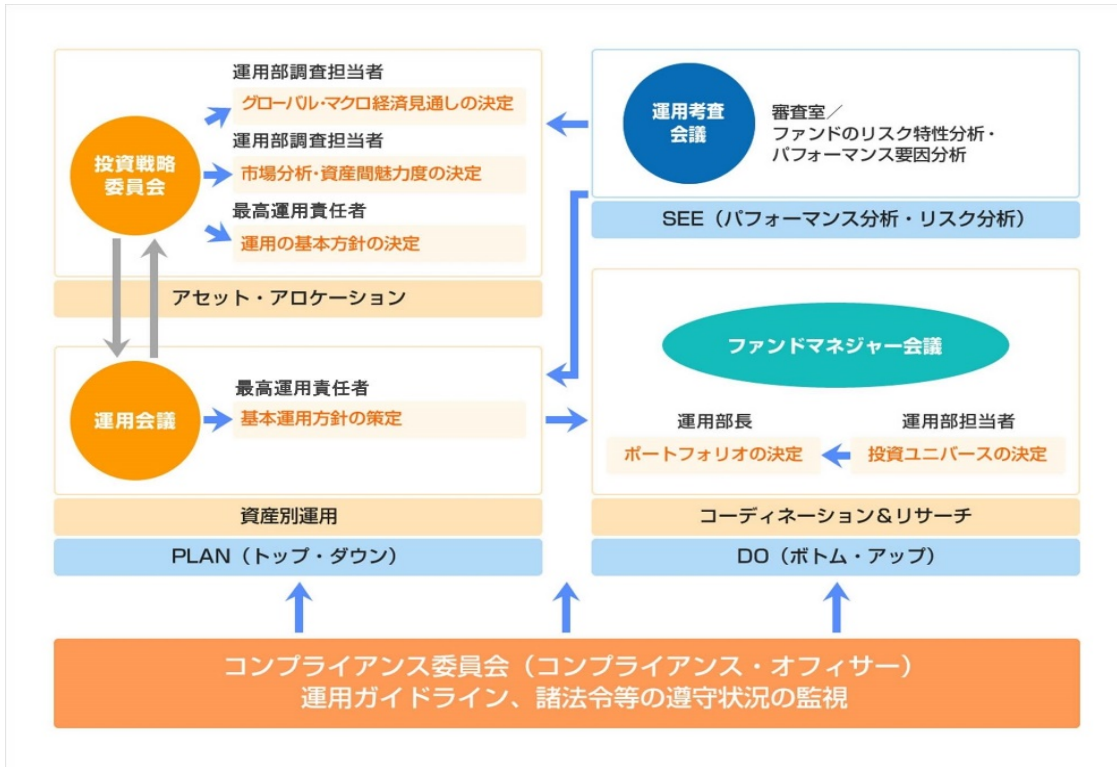 運用部調査担当者
グローバル・マクロ経済見通しの決定
投資戦略
委員会
運用部調査担当者
市場分析・資産間魅力度の決定
最高運用責任者
運用の基本方針の決定
アセット・アロケーション
運用考査
会議
審査室／
ファンドのリスク特性分析・
パフォーマンス要因分析
SEE（パフォーマンス分析・リスク分析）
運用会議
最高運用責任者
基本運用方針の策定
資産別運用
PLAN（トップ・ダウン）
ファンドマネジャー会議
運用部長
ポートフォリオの決定
運用部担当者
投資ユニバースの決定
コーディネーション＆リサーチ
DO（ボトム・アップ）
コンプライアンス委員会（コンプライアンス・オフィサー）
運用ガイドライン、諸法令等の遵守状況の監視